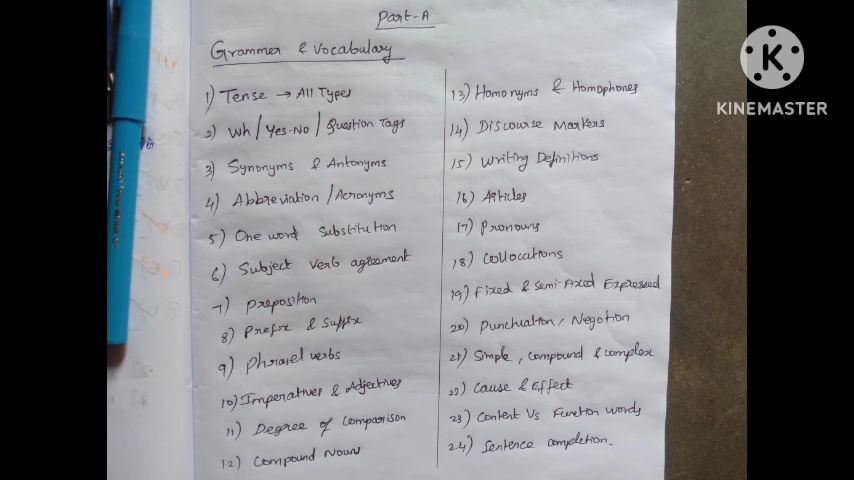 Part-A
Grammer & Vocabulary
1) Tense → All Types
2) Wh / Yes-No / Question Tags
3) Synonyms & Antonyms
4) Abbreviation / Acronyms
5) One word Substitution
6) Subject Verb agreement
7) Preposition
8) Prefix & Suffix
9) Phrasel verbs
10) Imperatives & Adjectives
11) Degree of comparison
12) Compound Nouns
13) Homonyms & Homophones
14) Discourse Markers
15) Writing Definitions
16) Articles
17) Pronouns
18) Collocations
19) Fixed & Semi-Fixed Expressed
20) Punctuation / Negotion
21) Simple, Compound & complex
22) Cause & Effect
23) Content Vs Function words
24) Sentence completion.
KINEMASTER